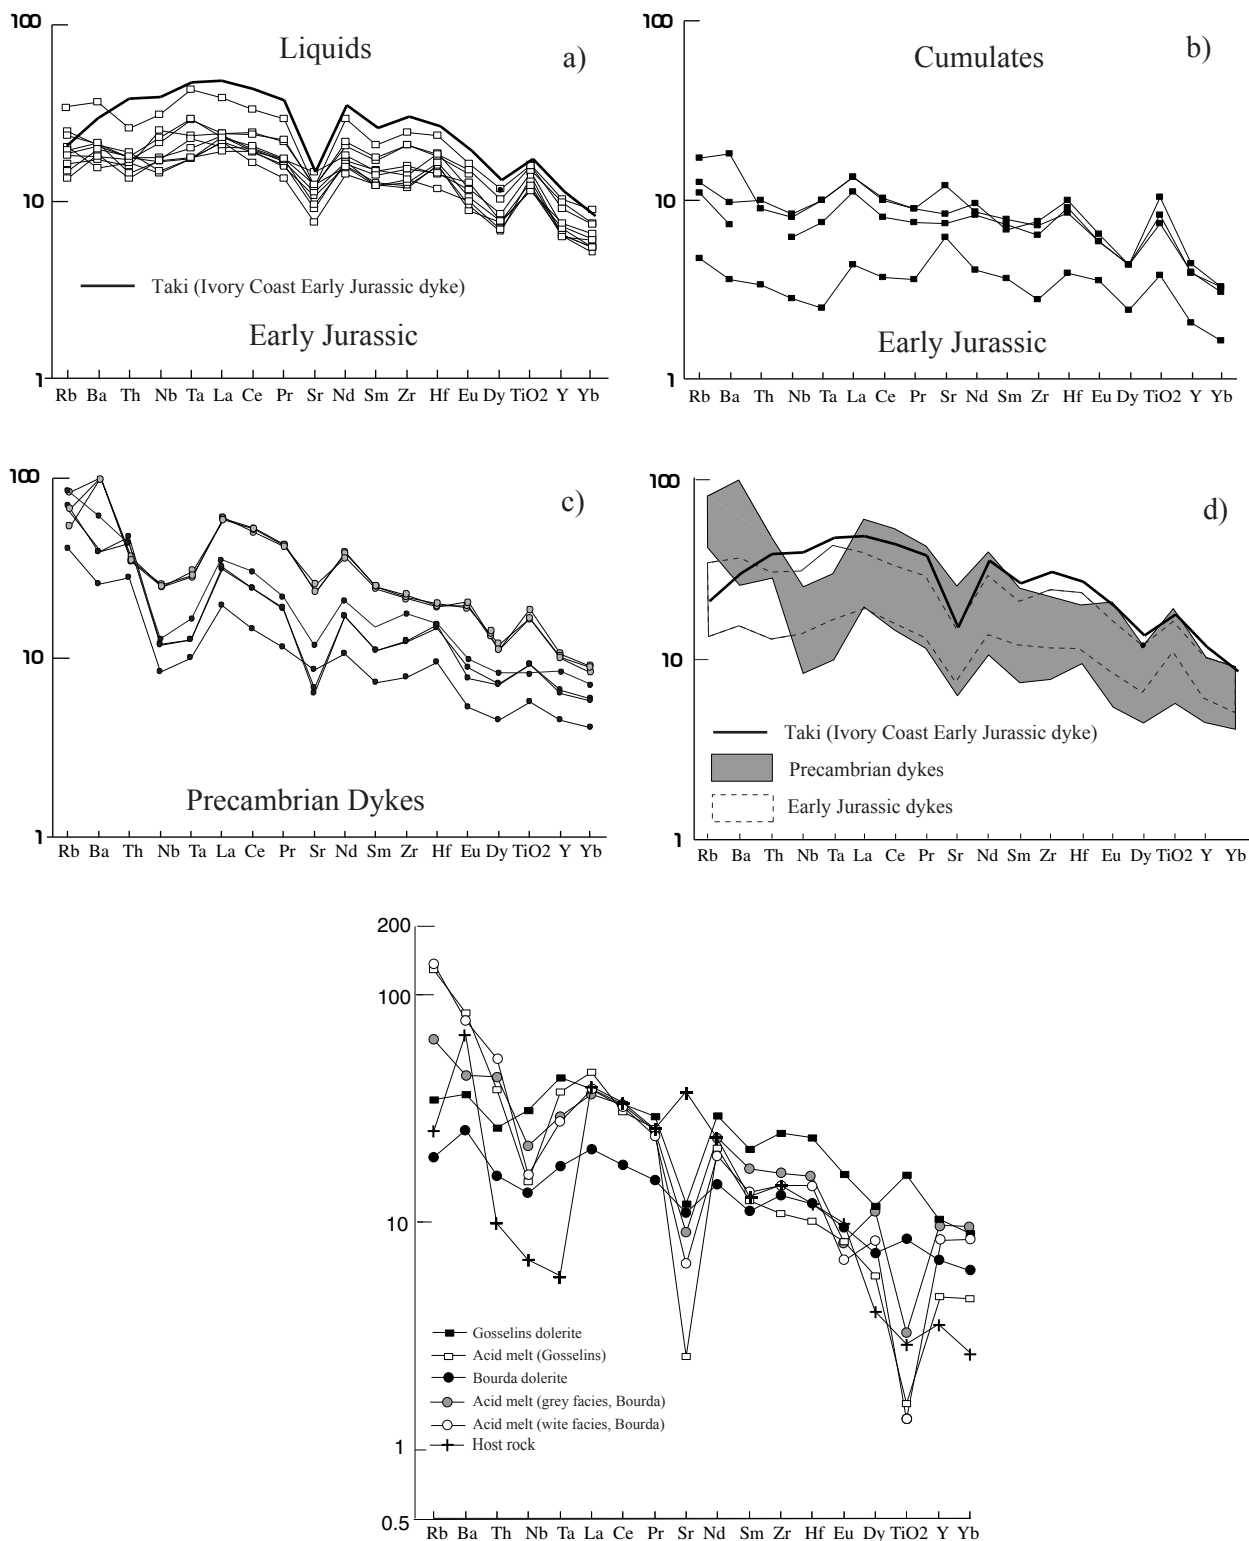 100
Liquids
a)
10
Taki (Ivory Coast Early Jurassic dyke)
Early Jurassic
1
Rb Ba Th Nb Ta La Ce Pr Sr Nd Sm Zr Hf Eu Dy TiO2 Y Yb
100
Cumulates
b)
10
Early Jurassic
1
Rb Ba Th Nb Ta La Ce Pr Sr Nd Sm Zr Hf Eu Dy TiO2 Y Yb
100
c)
10
Precambrian Dykes
1
Rb Ba Th Nb Ta La Ce Pr Sr Nd Sm Zr Hf Eu Dy TiO2 Y Yb
100
d)
10
Taki (Ivory Coast Early Jurassic dyke)
Precambrian dykes
Early Jurassic dykes
1
Rb Ba Th Nb Ta La Ce Pr Sr Nd Sm Zr Hf Eu Dy TiO2 Y Yb
200
100
10
Gosselins dolerite
Acid melt (Gosselins)
Bourda dolerite
Acid melt (grey facies, Bourda)
Acid melt (wite facies, Bourda)
Host rock
1
0.5
Rb Ba Th Nb Ta La Ce Pr Sr Nd Sm Zr Hf Eu Dy TiO2 Y Yb